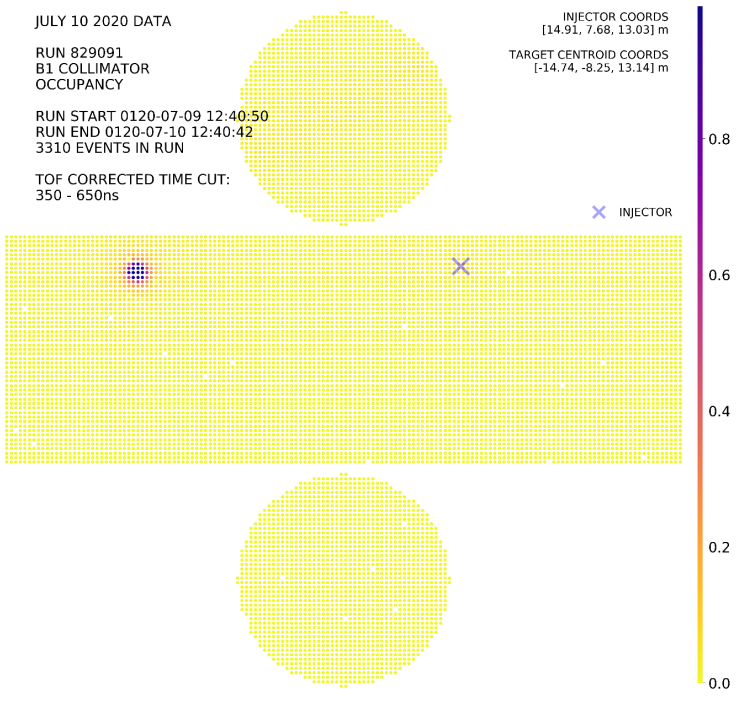 JULY 10 2020 DATA
RUN 829091
B1 COLLIMATOR
OCCUPANCY
RUN START 0120-07-09 12:40:50
RUN END 0120-07-10 12:40:42
3310 EVENTS IN RUN
TOF CORRECTED TIME CUT:
350 - 650ns
INJECTOR COORDS
[14.91, 7.68, 13.03] m
TARGET CENTROID COORDS
[-14.74, -8.25, 13.14] m
INJECTOR
0.8
0.6
0.4
0.2
0.0